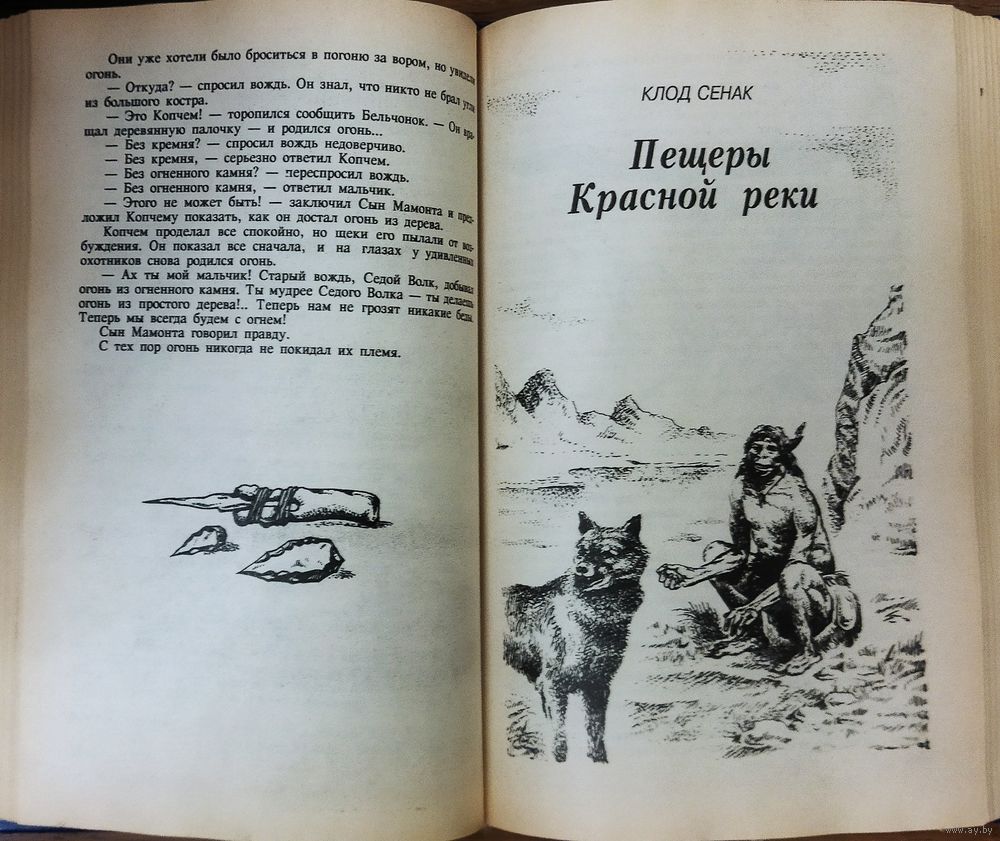 Они уже хотели было броситься в погоню за вором, но увидели
огонь.
— Откуда? — спросил вождь. Он знал, что никто не брал угли
из большого костра.
— Это Копчем! — торопился сообщить Бельчонок. — Он вра-
щал деревянную палочку — и родился огонь...
— Без кремня? — спросил вождь недоверчиво.
— Без кремня, — серьезно ответил Копчем.
— Без огненного камня? — переспросил вождь.
— Без огненного камня, — ответил мальчик.
— Этого не может быть! — заключил Сын Мамонта и пред-
ложил Копчему показать, как он достал огонь из дерева.
Копчем проделал все спокойно, но щеки его пылали от воз-
буждения. Он показал все сначала, и на глазах у удивленных
охотников снова родился огонь.
— Ах ты мой мальчик! Старый вождь, Седой Волк, добывал
огонь из огненного камня. Ты мудрее Седого Волка — ты делаешь
огонь из простого дерева!.. Теперь нам не грозят никакие беды.
Теперь мы всегда будем с огнем!
Сын Мамонта говорил правду.
С тех пор огонь никогда не покидал их племя.
КЛОД СЕНАК
Пещеры
Красной реки
www.ay.by